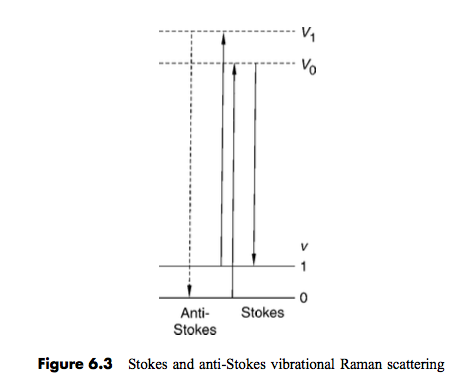 V1
V0
v
1
0
Anti- Stokes
Stokes
Figure 6.3 Stokes and anti-Stokes vibrational Raman scattering